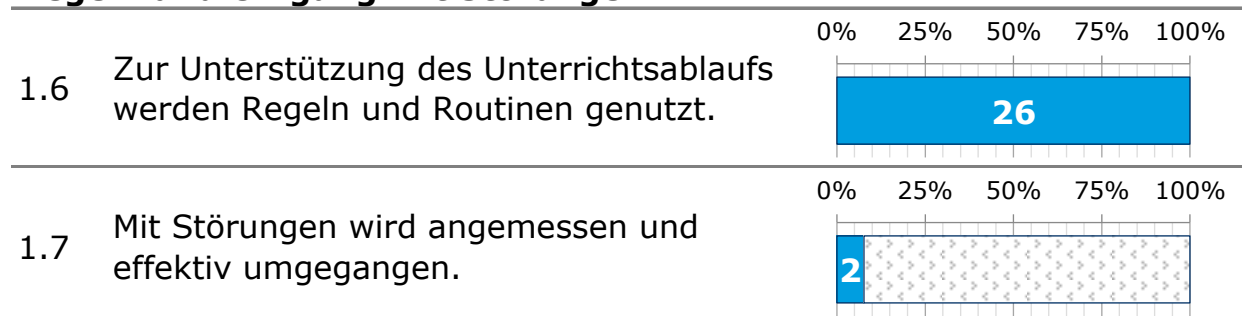 0% 25% 50% 75% 100%
1.6 Zur Unterstützung des Unterrichtsablaufs
werden Regeln und Routinen genutzt.
26
0% 25% 50% 75% 100%
1.7 Mit Störungen wird angemessen und
effektiv umgegangen.
2